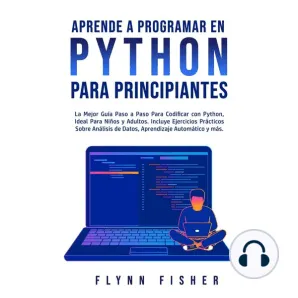 APRENDE A PROGRAMAR EN
PYTHON
PARA PRINCIPIANTES
La Mejor Guía Paso a Paso Para Codificar con Python,
Ideal Para Niños y Adultos. Incluye Ejercicios Prácticos
Sobre Análisis de Datos, Aprendizaje Automático y más.
FLYNN FISHER